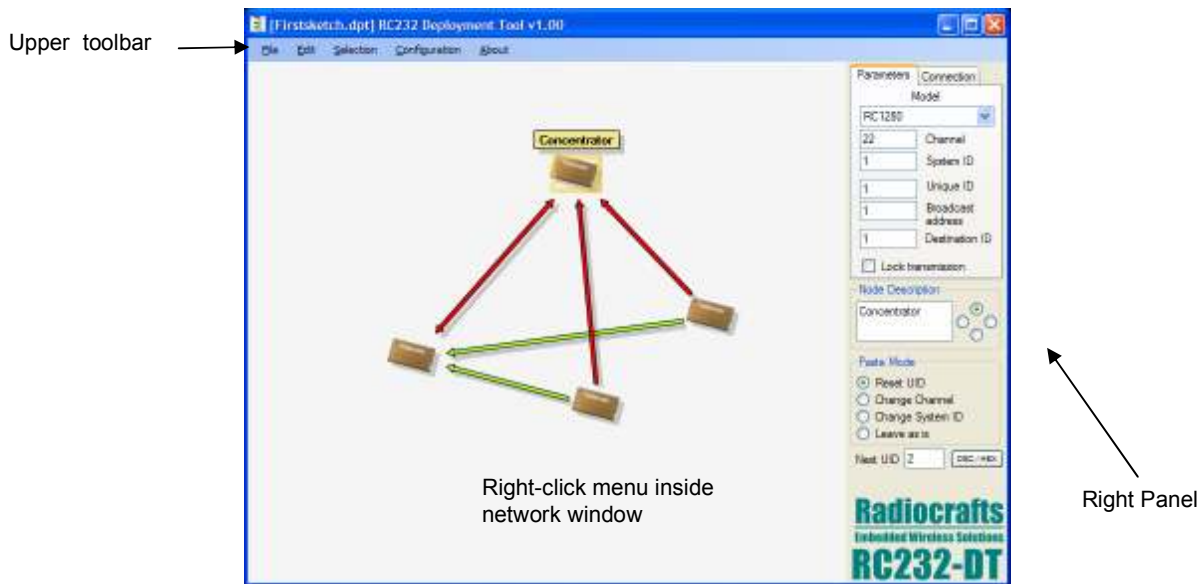 [Firstsketch.dpt] RC232 Deployment Tool v1.00
Upper toolbar
File Edit Selection Configuration About
Parameters Connection
Model
RC1280
22 Channel
1 System ID
1 Unique ID
1 Broadcast
address
1 Destination ID
Lock transmission
Concentrator
Node Description
Concentrator
Paste Mode
Reset UID
Change Channel
Change System ID
Leave as is
Next UID 2 DEC / HEX
Right-click menu inside
network window
Right Panel
Radiocrafts
Embedded Wireless Solutions
RC232-DT